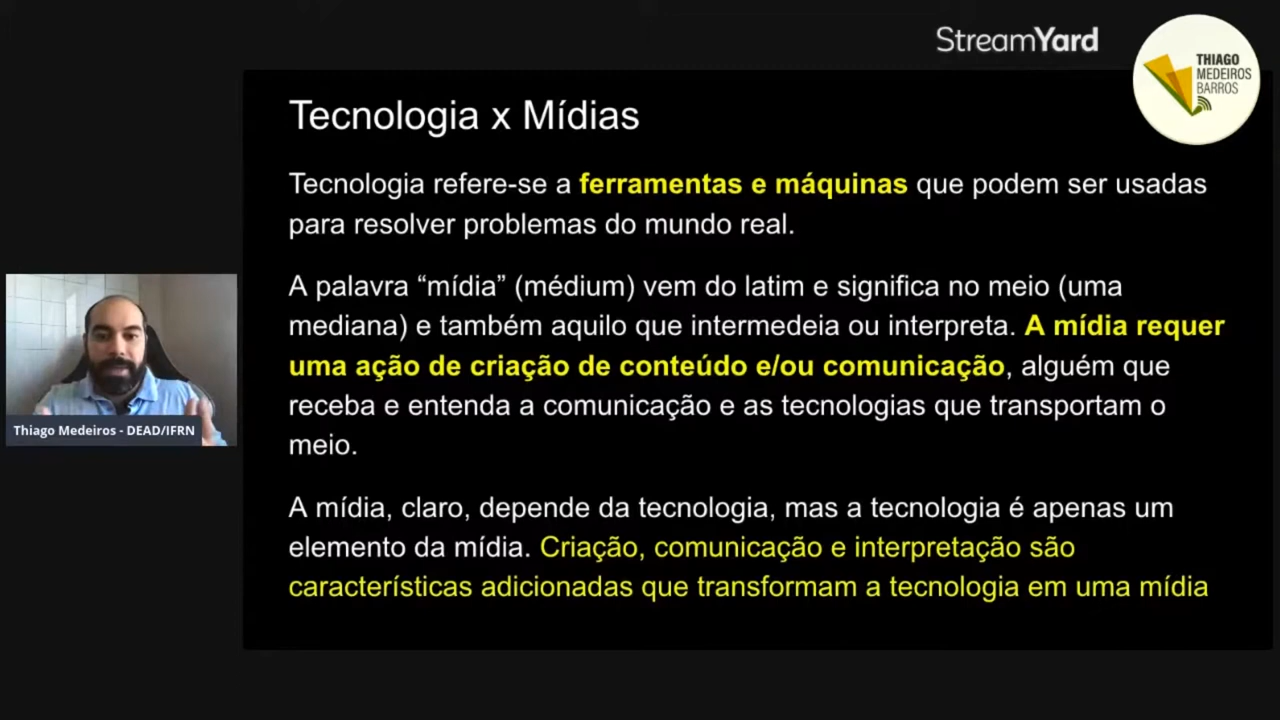 StreamYard
THIAGO
MEDEIROS
BARROS
Tecnologia x Mídias
Tecnologia refere-se a ferramentas e máquinas que podem ser usadas
para resolver problemas do mundo real.
A palavra “mídia” (médium) vem do latim e significa no meio (uma
mediana) e também aquilo que intermedeia ou interpreta. A mídia requer
uma ação de criação de conteúdo e/ou comunicação, alguém que
receba e entenda a comunicação e as tecnologias que transportam o
meio.
A mídia, claro, depende da tecnologia, mas a tecnologia é apenas um
elemento da mídia. Criação, comunicação e interpretação são
características adicionadas que transformam a tecnologia em uma mídia
Thiago Medeiros - DEAD/IFRN